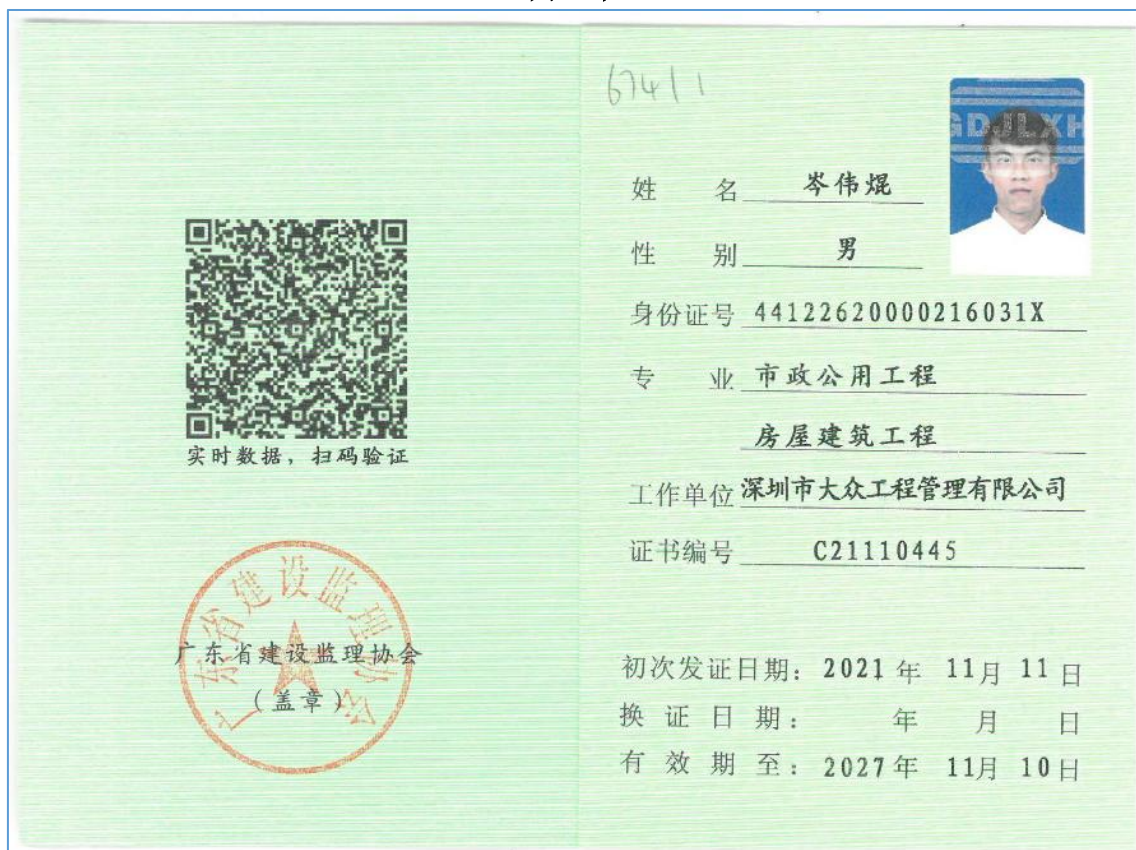 实时数据，扫码验证
广东省建设监理协会
广东省建设监理协会
（盖章）
67411
GDJLXH
姓 名 岑伟焜
性 别 男
身份证号 44122620000216031X
专 业 市政公用工程
房屋建筑工程
工作单位 深圳市大众工程管理有限公司
证书编号 C21110445
初次发证日期： 2021 年 11月 11 日
换 证 日 期： 年 月 日
有 效 期 至： 2027年 11月 10日